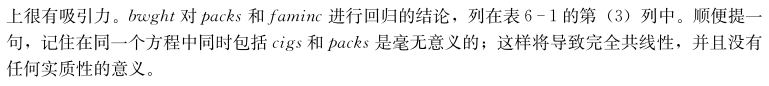 上很有吸引力。bwght 对 packs 和 faminc 进行回归的结论，列在表 6-1 的第（3）列中。顺便提一
句，记住在同一个方程中同时包括 cigs 和 packs 是毫无意义的；这样将导致完全共线性，并且没有
任何实质性的意义。